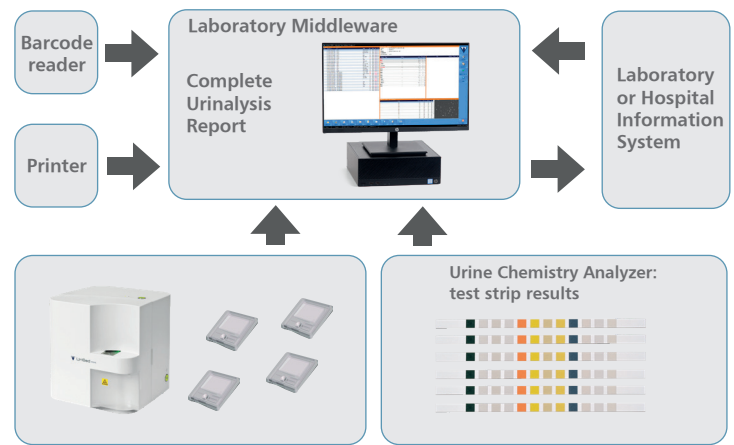 Barcode
reader
Laboratory Middleware
Complete
Urinalysis
Report
Laboratory
or Hospital
Information
System
Printer
Urine Chemistry Analyzer:
test strip results